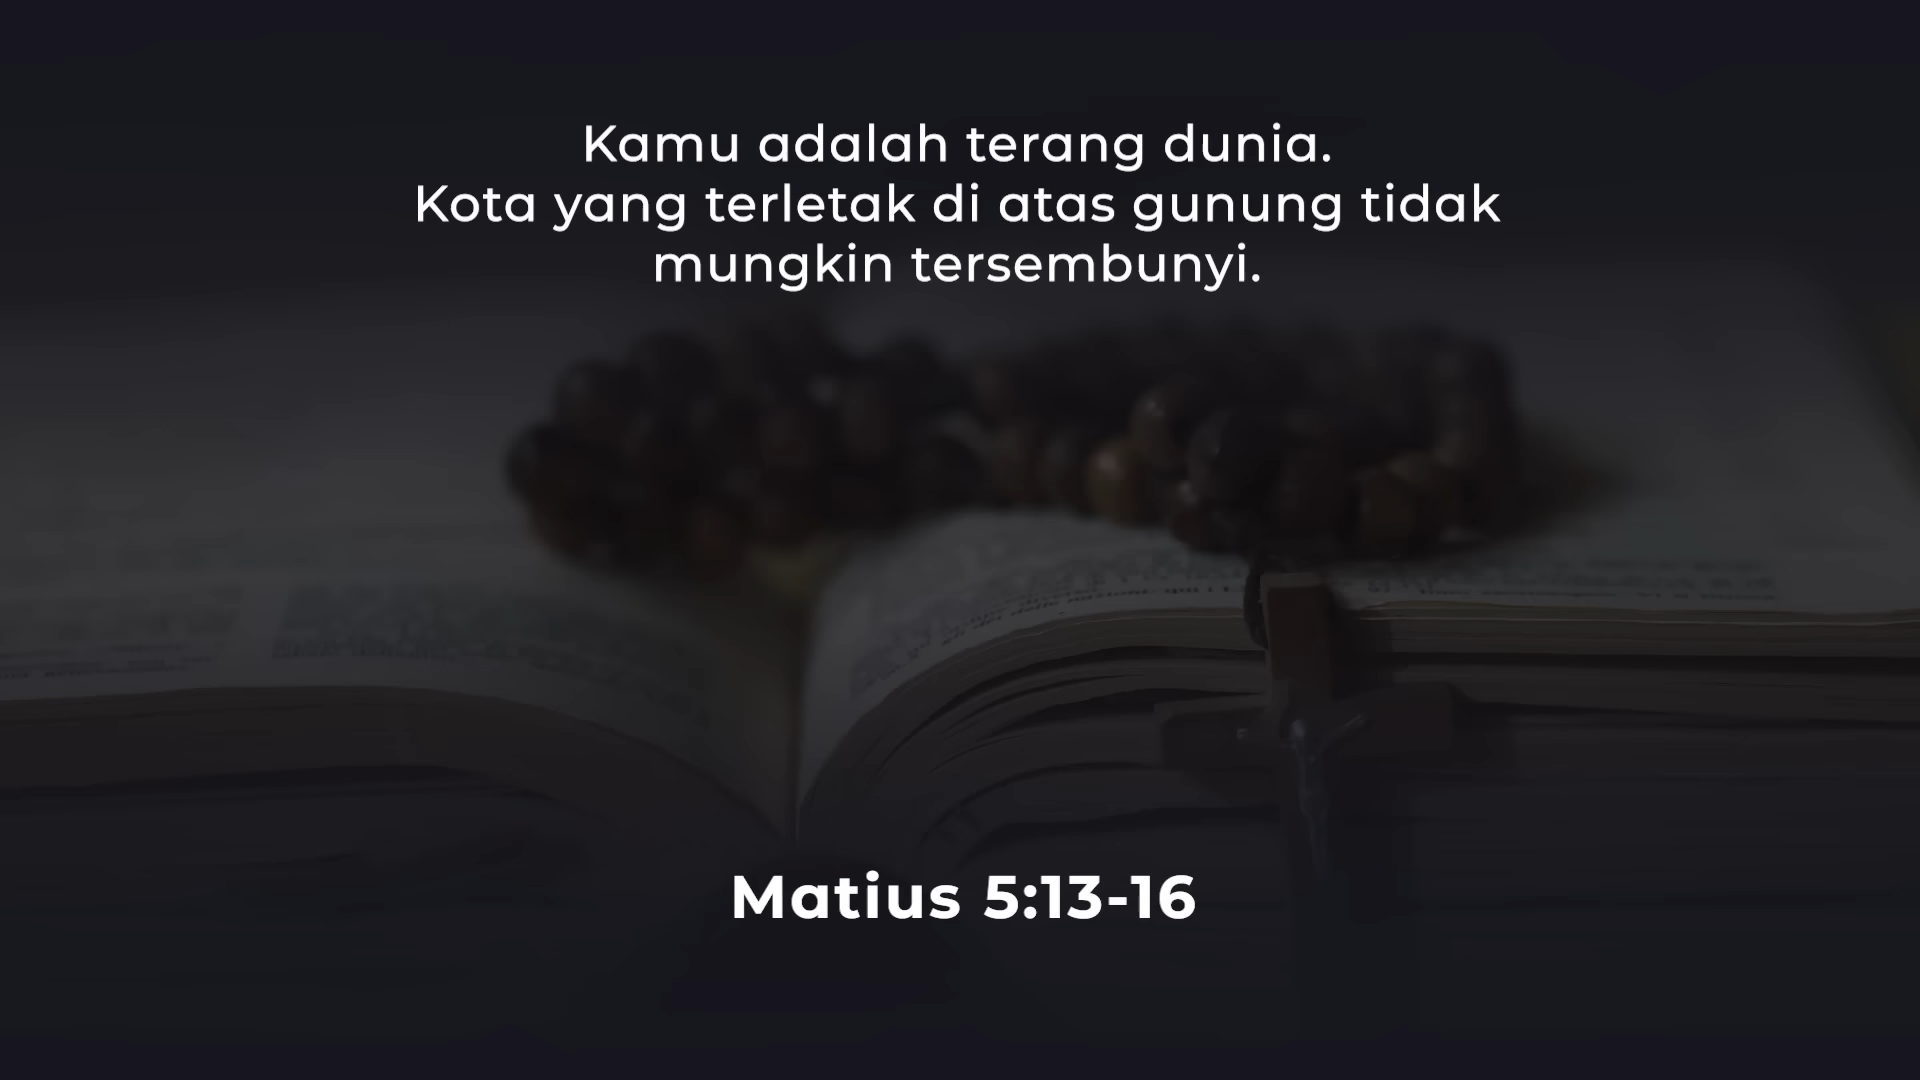 Kamu adalah terang dunia.
Kota yang terletak di atas gunung tidak
mungkin tersembunyi.
Matius 5:13-16